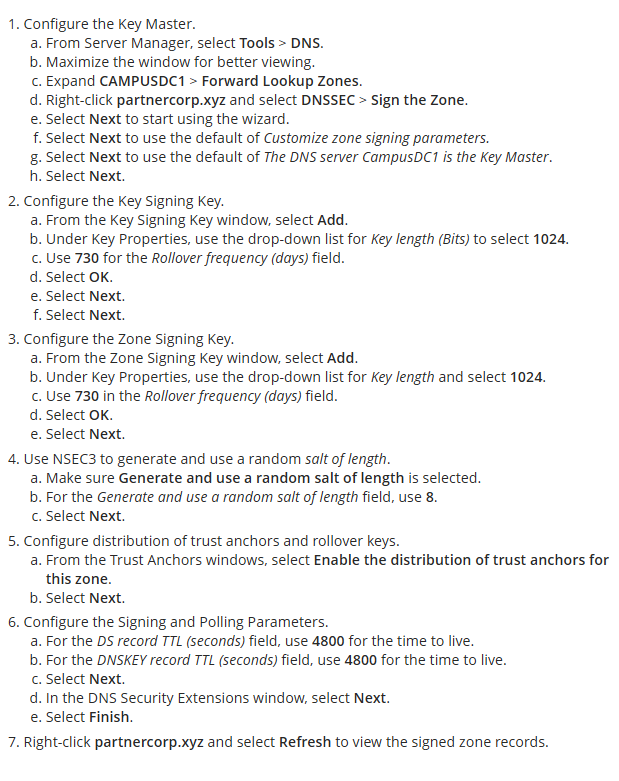 1. Configure the Key Master.
a. From Server Manager, select Tools > DNS.
b. Maximize the window for better viewing.
c. Expand CAMPUSDC1 > Forward Lookup Zones.
d. Right-click partnercorp.xyz and select DNSSEC > Sign the Zone.
e. Select Next to start using the wizard.
f. Select Next to use the default of Customize zone signing parameters.
g. Select Next to use the default of The DNS server CampusDC1 is the Key Master.
h. Select Next.
2. Configure the Key Signing Key.
a. From the Key Signing Key window, select Add.
b. Under Key Properties, use the drop-down list for Key length (Bits) to select 1024.
c. Use 730 for the Rollover frequency (days) field.
d. Select OK.
e. Select Next.
f. Select Next.
3. Configure the Zone Signing Key.
a. From the Zone Signing Key window, select Add.
b. Under Key Properties, use the drop-down list for Key length and select 1024.
c. Use 730 in the Rollover frequency (days) field.
d. Select OK.
e. Select Next.
4. Use NSEC3 to generate and use a random salt of length.
a. Make sure Generate and use a random salt of length is selected.
b. For the Generate and use a random salt of length field, use 8.
c. Select Next.
5. Configure distribution of trust anchors and rollover keys.
a. From the Trust Anchors windows, select Enable the distribution of trust anchors for
this zone.
b. Select Next.
6. Configure the Signing and Polling Parameters.
a. For the DS record TTL (seconds) field, use 4800 for the time to live.
b. For the DNSKEY record TTL (seconds) field, use 4800 for the time to live.
c. Select Next.
d. In the DNS Security Extensions window, select Next.
e. Select Finish.
7. Right-click partnercorp.xyz and select Refresh to view the signed zone records.